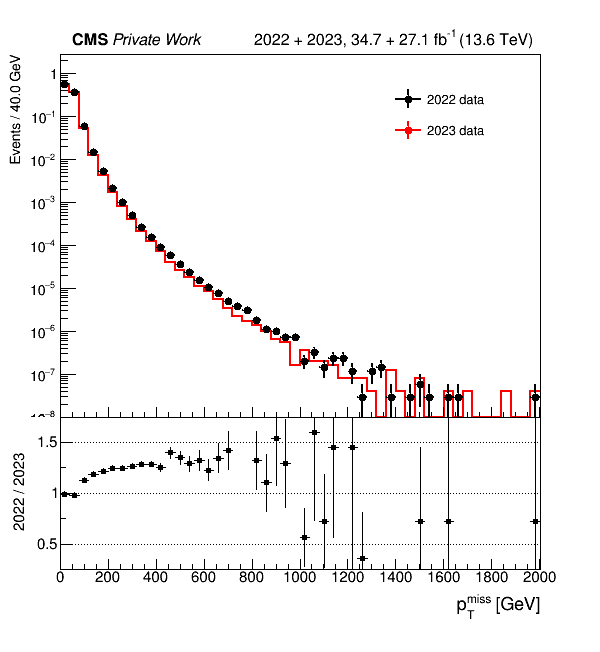 CMS Private Work 2022 + 2023, 34.7 + 27.1 fb⁻¹ (13.6 TeV)
Events / 40.0 GeV
1
10⁻¹
10⁻²
10⁻³
10⁻⁴
10⁻⁵
10⁻⁶
10⁻⁷
10⁻⁸
2022 data
2023 data
2022 / 2023
1.5
1
0.5
0 200 400 600 800 1000 1200 1400 1600 1800 2000
p_T^miss [GeV]